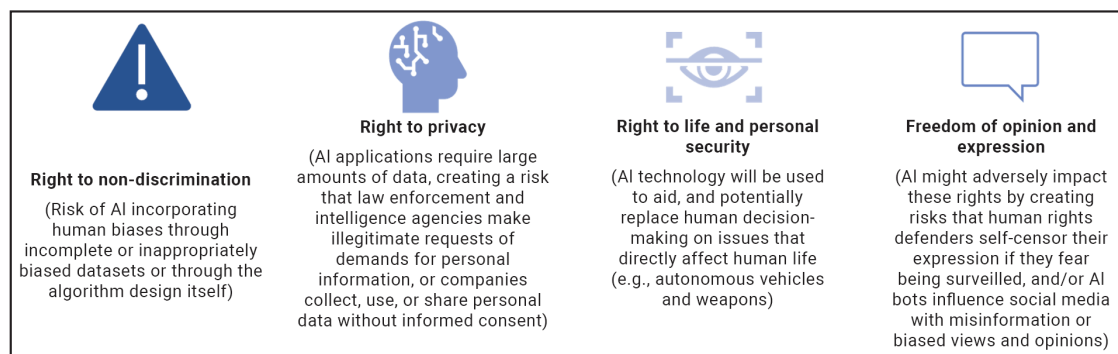 Right to non-discrimination
(Risk of AI incorporating
human biases through
incomplete or inappropriately
biased datasets or through the
algorithm design itself)
Right to privacy
(AI applications require large
amounts of data, creating a risk
that law enforcement and
intelligence agencies make
illegitimate requests of
demands for personal
information, or companies
collect, use, or share personal
data without informed consent)
Right to life and personal
security
(AI technology will be used
to aid, and potentially
replace human decision-
making on issues that
directly affect human life
(e.g., autonomous vehicles
and weapons)
Freedom of opinion and
expression
(AI might adversely impact
these rights by creating
risks that human rights
defenders self-censor their
expression if they fear
being surveilled, and/or AI
bots influence social media
with misinformation or
biased views and opinions)